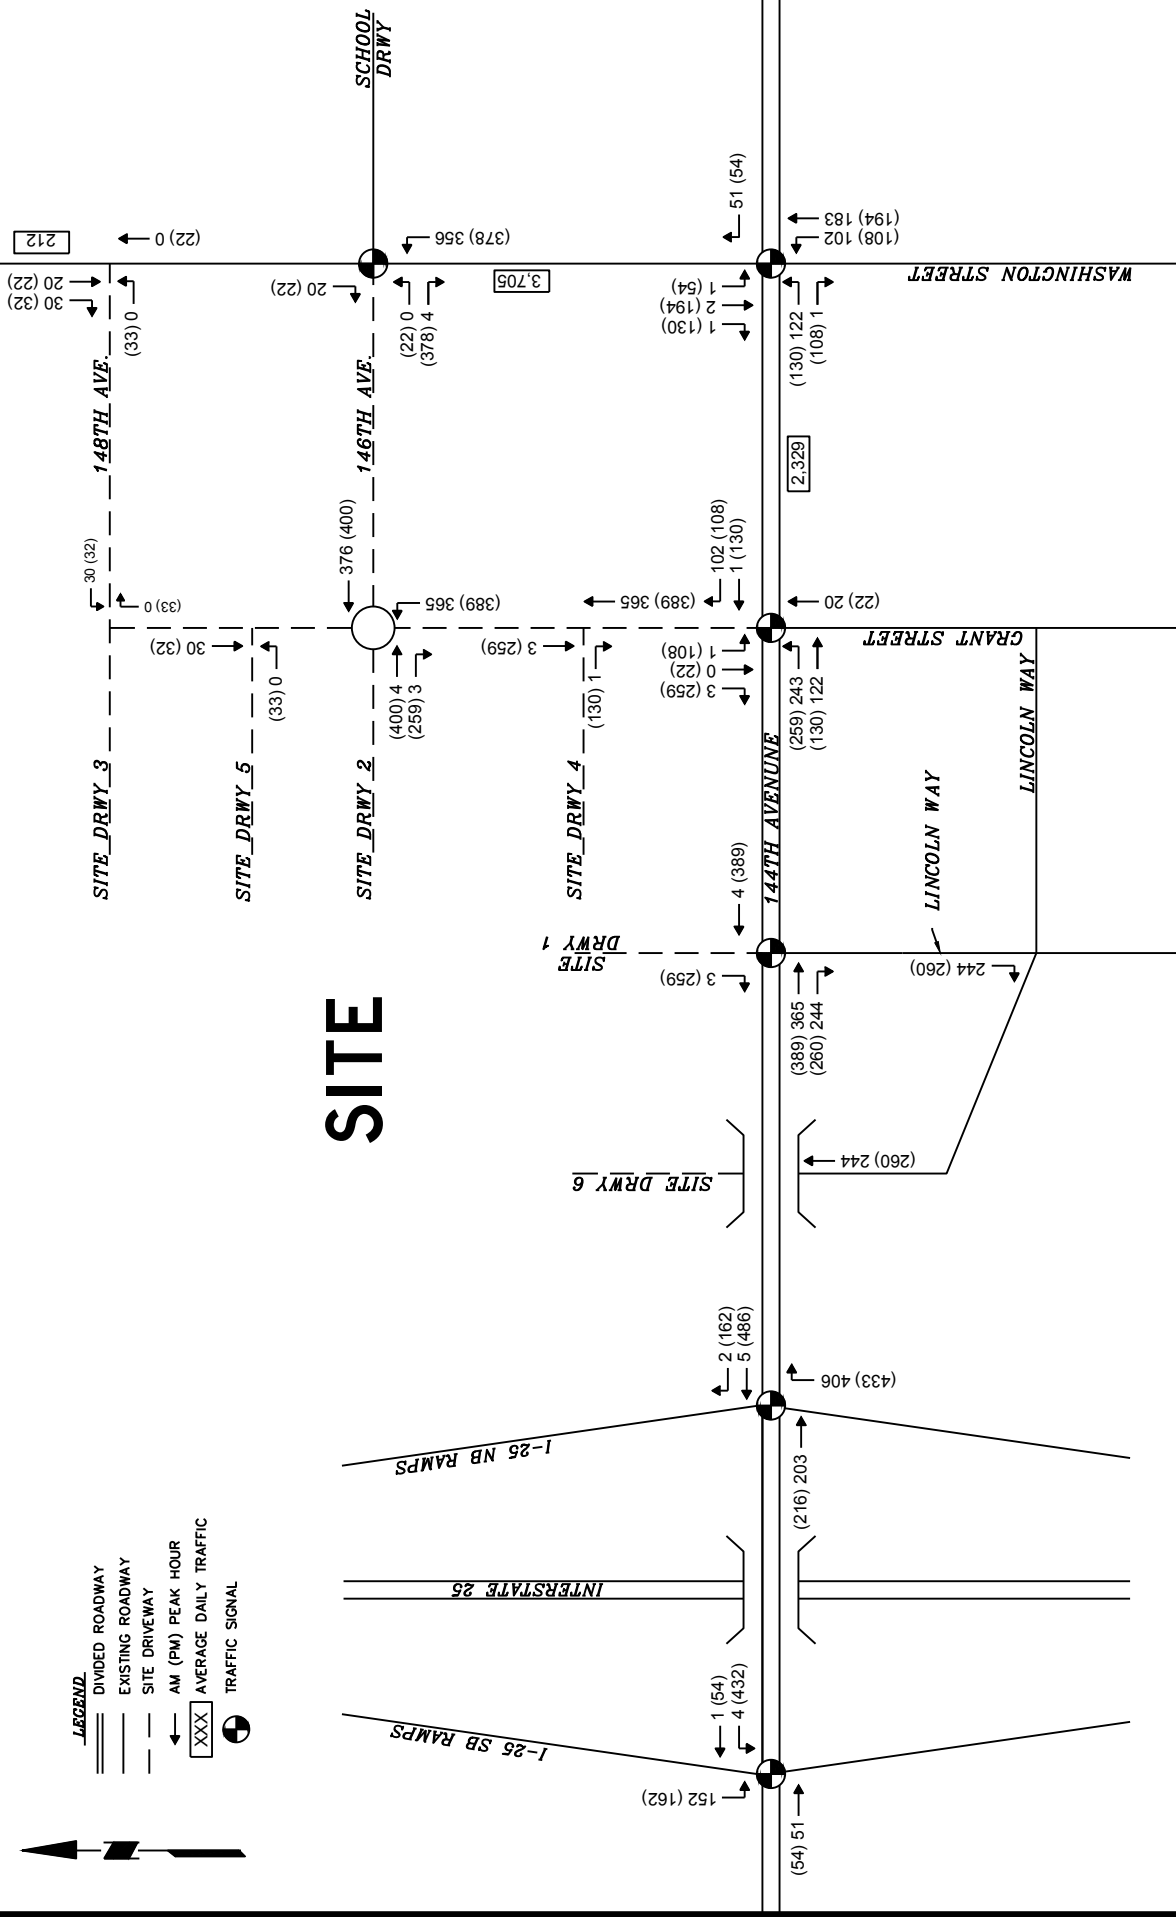 SCHOOL
DRWY
212
(22) 0
20 (22)
30 (32)
(33) 0
148TH AVE.
20 (22)
(378) 356
3,705
(22) 0
(378) 4
146TH AVE.
51 (54)
(194) 183
(108) 102
WASHINGTON STREET
1 (54)
2 (194)
1 (130)
(130) 122
(108) 1
2,329
30 (32)
(33) 0
376 (400)
(389) 365
(389) 365
102 (108)
1 (130)
(22) 20
GRANT STREET
30 (32)
(33) 0
(400) 4
(259) 3
3 (259)
(130) 1
1 (108)
0 (22)
3 (259)
(259) 243
(130) 122
LINCOLN WAY
SITE DRWY 3
SITE DRWY 5
SITE DRWY 2
SITE DRWY 4
144TH AVENUNE
LINCOLN WAY
4 (389)
SITE
DRWY 1
3 (259)
(389) 365
(260) 244
244 (260)
SITE
SITE DRWY 6
(260) 244
2 (162)
5 (486)
(433) 406
I-25 NB RAMPS
(216) 203
INTERSTATE 25
1 (54)
4 (432)
I-25 SB RAMPS
152 (162)
(54) 51
LEGEND
DIVIDED ROADWAY
EXISTING ROADWAY
SITE DRIVEWAY
AM (PM) PEAK HOUR
XXX AVERAGE DAILY TRAFFIC
TRAFFIC SIGNAL
N